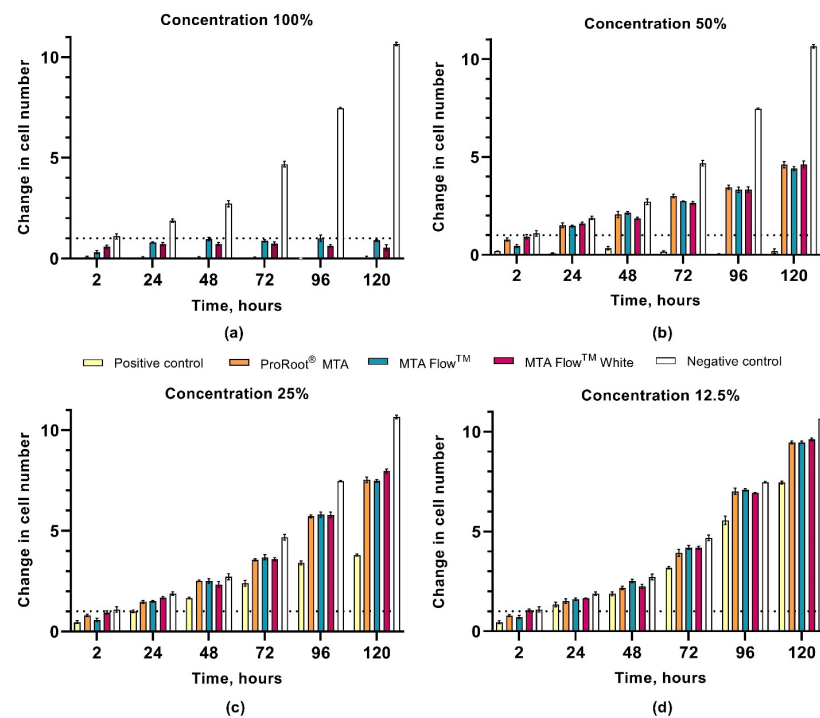 Concentration 100%
Change in cell number
10
5
0
2 24 48 72 96 120
Time, hours
(a)
Concentration 50%
Change in cell number
10
5
0
2 24 48 72 96 120
Time, hours
(b)
Positive control ProRoot® MTA MTA Flow™ MTA Flow™ White Negative control
Concentration 25%
Change in cell number
10
5
0
2 24 48 72 96 120
Time, hours
(c)
Concentration 12.5%
Change in cell number
10
5
0
2 24 48 72 96 120
Time, hours
(d)